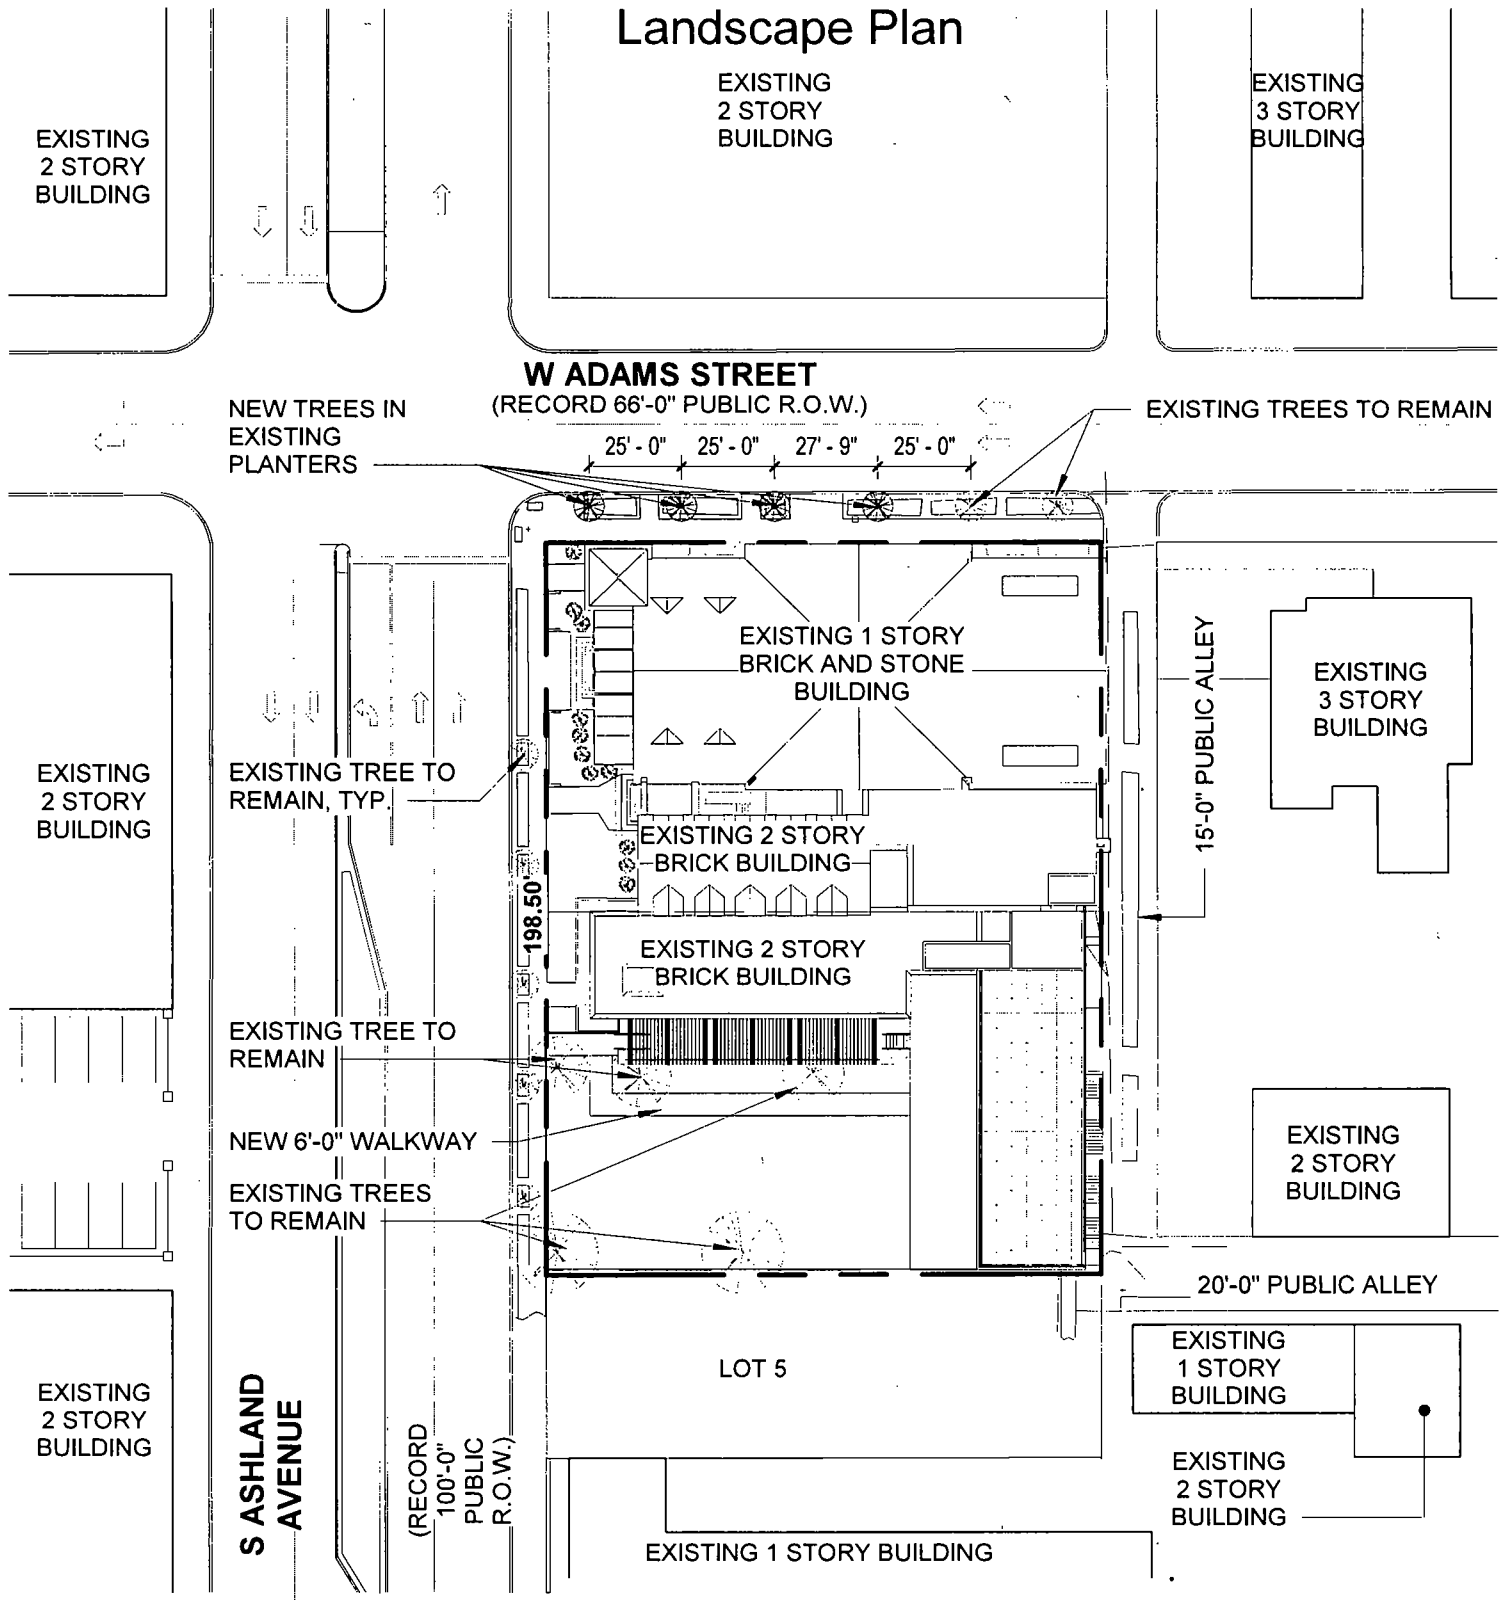 Landscape Plan
EXISTING
2 STORY
BUILDING
EXISTING
2 STORY
BUILDING
EXISTING
3 STORY
BUILDING
W ADAMS STREET
(RECORD 66'-0" PUBLIC R.O.W.)
NEW TREES IN
EXISTING
PLANTERS
25' - 0"
25' - 0"
27' - 9"
25' - 0"
EXISTING TREES TO REMAIN
EXISTING 1 STORY
BRICK AND STONE
BUILDING
15'-0" PUBLIC ALLEY
EXISTING
3 STORY
BUILDING
EXISTING
2 STORY
BUILDING
EXISTING TREE TO
REMAIN, TYP.
EXISTING 2 STORY
BRICK BUILDING
198.50'
EXISTING 2 STORY
BRICK BUILDING
EXISTING TREE TO
REMAIN
NEW 6'-0" WALKWAY
EXISTING TREES
TO REMAIN
EXISTING
2 STORY
BUILDING
20'-0" PUBLIC ALLEY
LOT 5
EXISTING
1 STORY
BUILDING
EXISTING
2 STORY
BUILDING
EXISTING
2 STORY
BUILDING
S ASHLAND
AVENUE
(RECORD
100'-0"
PUBLIC
R.O.W.)
EXISTING 1 STORY BUILDING